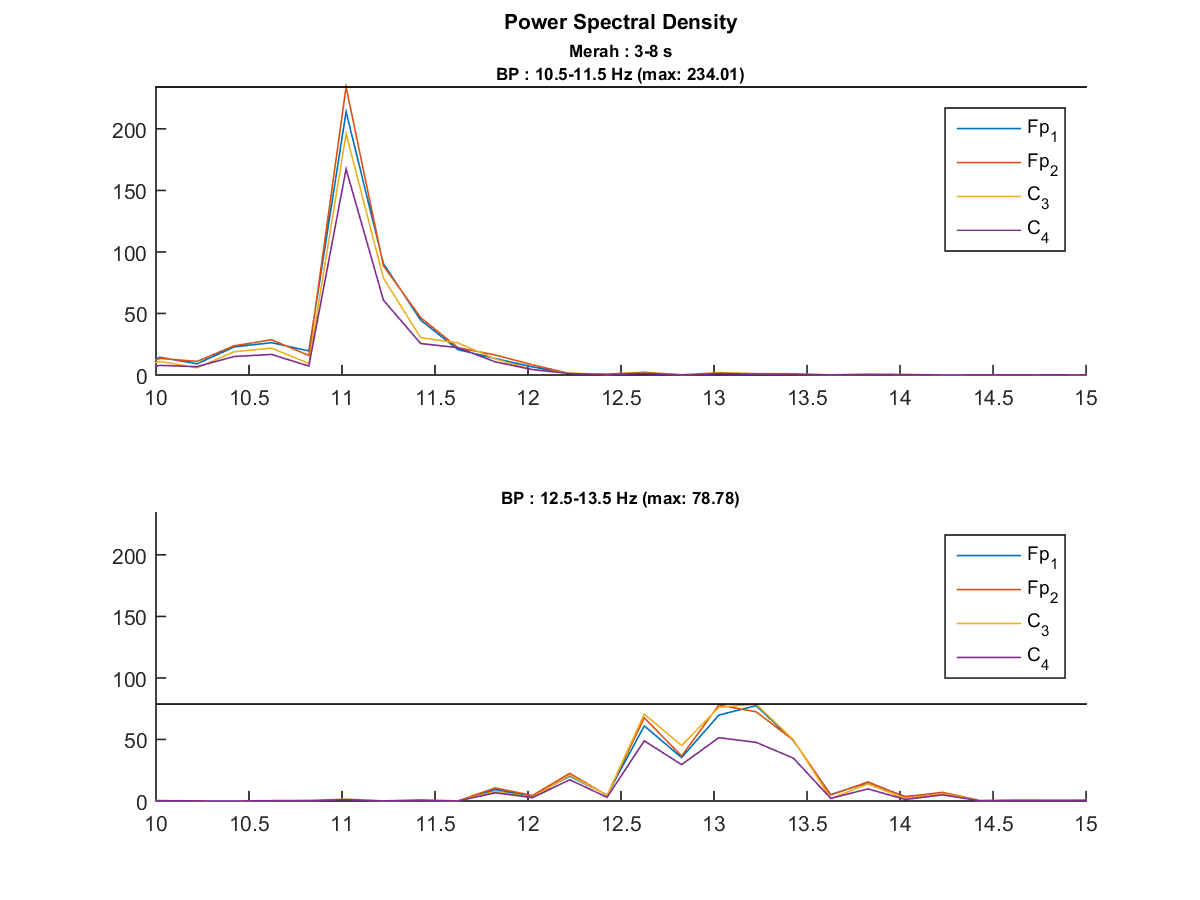 Power Spectral Density
Merah : 3-8 s
BP : 10.5-11.5 Hz (max: 234.01)
200
150
100
50
0
10 10.5 11 11.5 12 12.5 13 13.5 14 14.5 15
Fp1
Fp2
C3
C4
BP : 12.5-13.5 Hz (max: 78.78)
200
150
100
50
0
10 10.5 11 11.5 12 12.5 13 13.5 14 14.5 15
Fp1
Fp2
C3
C4